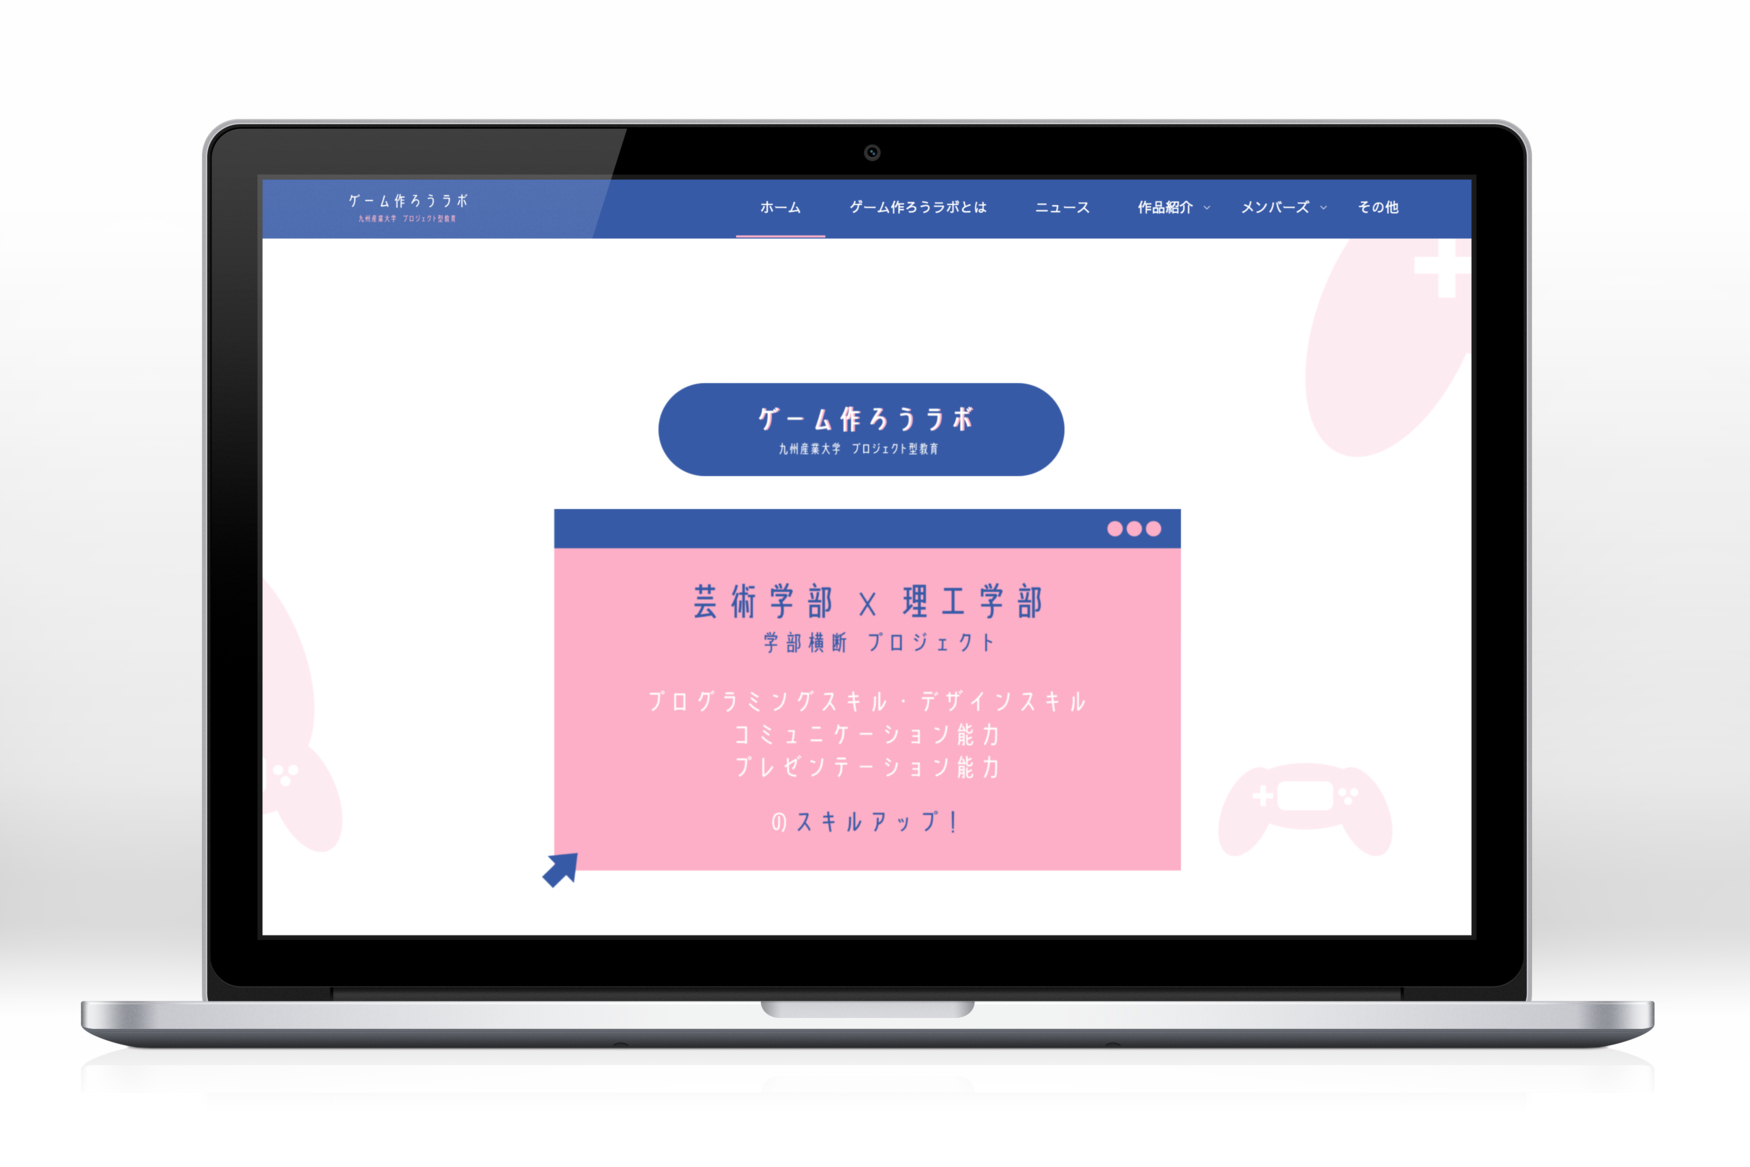 ゲーム作ろうラボ
九州産業大学　プロジェクト型教育
ホーム　ゲーム作ろうラボとは　ニュース　作品紹介　メンバーズ　その他
ゲーム作ろうラボ
九州産業大学　プロジェクト型教育
芸術学部 x 理工学部
学部横断 プロジェクト
プログラミングスキル・デザインスキル
コミュニケーション能力
プレゼンテーション能力
のスキルアップ！